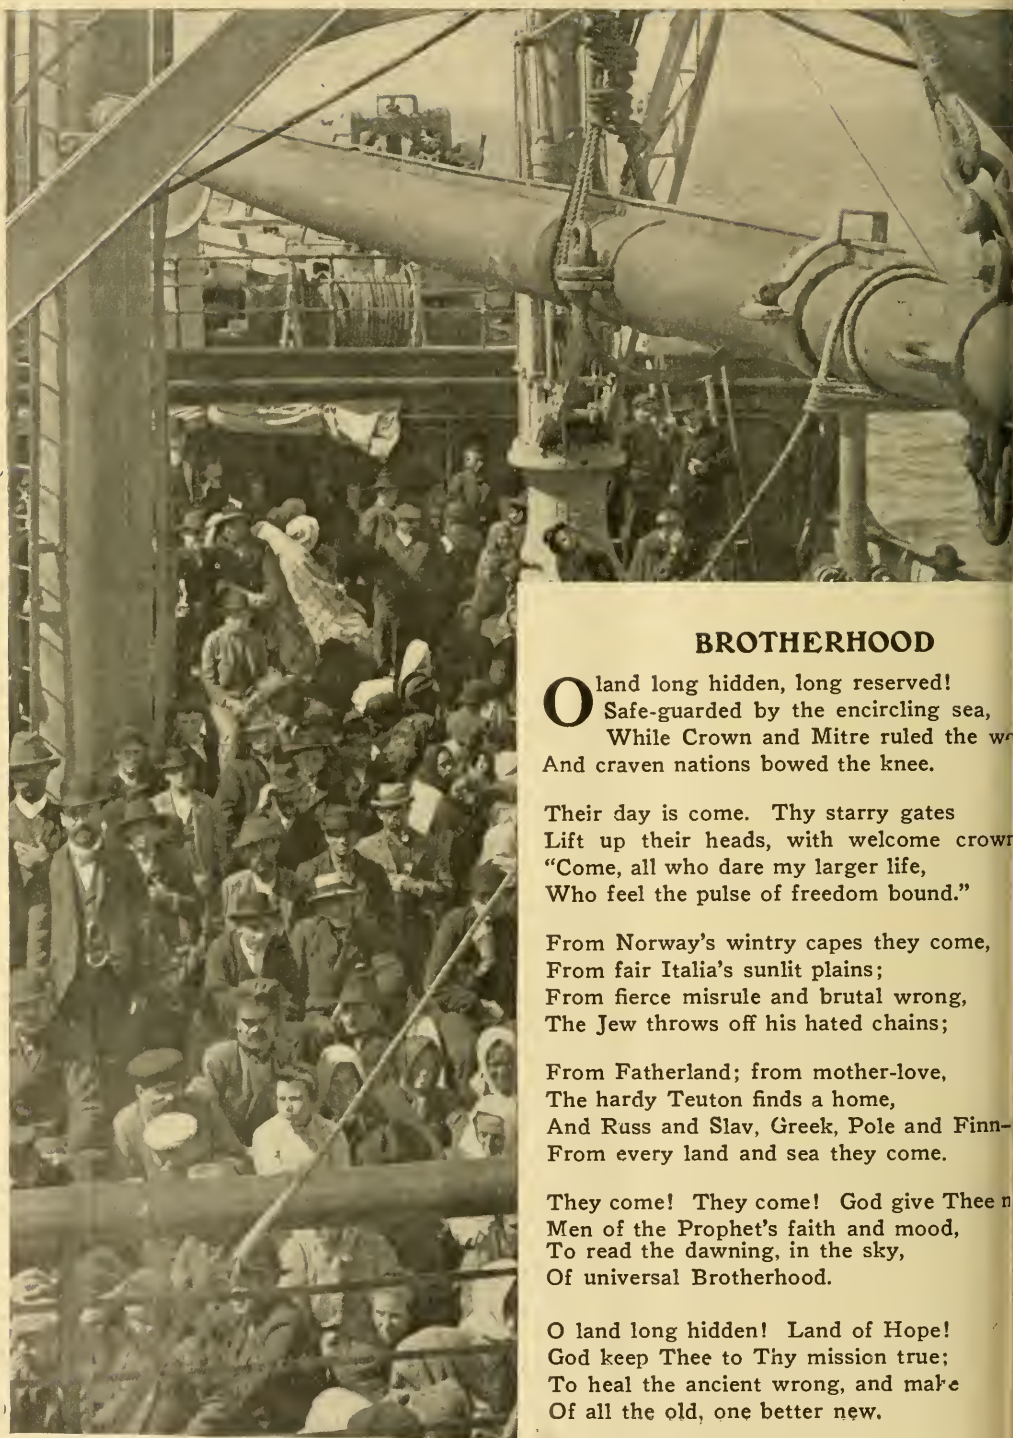 BROTHERHOOD
O land long hidden, long reserved!
Safe-guarded by the encircling sea,
While Crown and Mitre ruled the
And craven nations bowed the knee.
Their day is come. Thy starry gates
Lift up their heads, with welcome
“Come, all who dare my larger life,
Who feel the pulse of freedom bound.”
From Norway's wintry capes they come,
From fair Italia's sunlit plains;
From fierce misrule and brutal wrong,
The Jew throws off his hated chains;
From Fatherland; from mother-love,
The hardy Teuton finds a home,
And Russ and Slav, Greek, Pole and Finn—
From every land and sea they come.
They come! They come! God give Thee
Men of the Prophet's faith and mood,
To read the dawning, in the sky,
Of universal Brotherhood.
O land long hidden! Land of Hope!
God keep Thee to Thy mission true;
To heal the ancient wrong, and make
Of all the old, one better new.